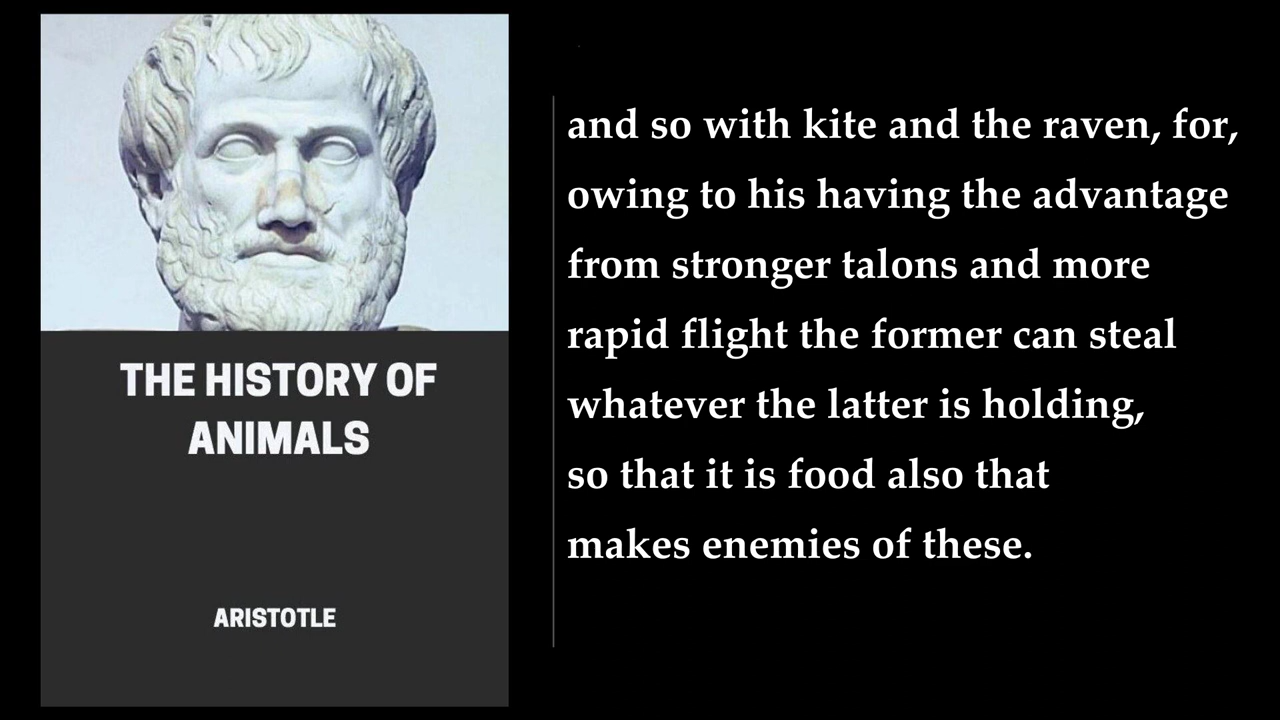 THE HISTORY OF
ANIMALS
ARISTOTLE
and so with kite and the raven, for,
owing to his having the advantage
from stronger talons and more
rapid flight the former can steal
whatever the latter is holding,
so that it is food also that
makes enemies of these.